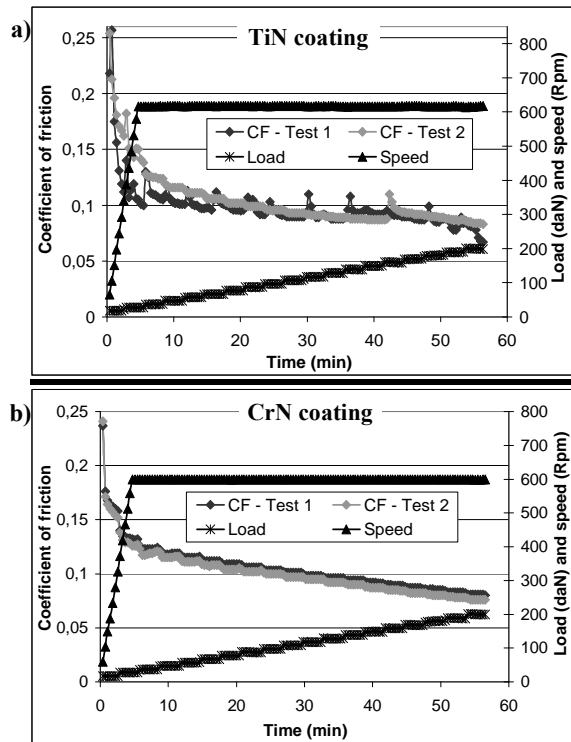 a)
TiN coating
Coefficient of friction
0,25
0,2
0,15
0,1
0,05
0
CF - Test 1
CF - Test 2
Load
Speed
800
700
600
500
400
300
200
100
0
Load (daN) and speed (Rpm)
0 10 20 30 40 50 60
Time (min)
b)
CrN coating
Coefficient of friction
0,25
0,2
0,15
0,1
0,05
0
CF - Test 1
CF - Test 2
Load
Speed
800
700
600
500
400
300
200
100
0
Load (daN) and speed (Rpm)
0 10 20 30 40 50 60
Time (min)